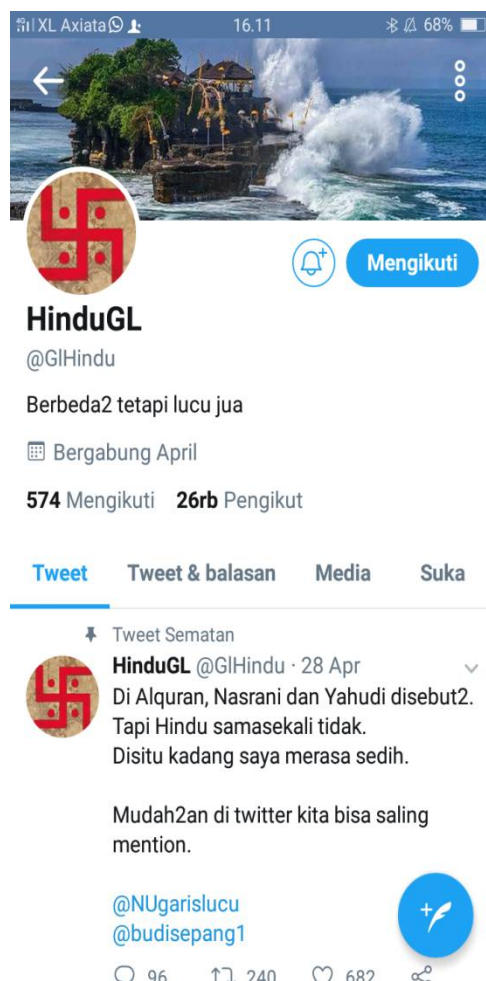 4G XL Axiata 16.11 68%
Mengikuti
HinduGL
@GlHindu
Berbeda2 tetapi lucu jua
Bergabung April
574 Mengikuti 26rb Pengikut
Tweet Tweet & balasan Media Suka
Tweet Sematan
HinduGL @GlHindu · 28 Apr
Di Alquran, Nasrani dan Yahudi disebut2.
Tapi Hindu samasekali tidak.
Disitu kadang saya merasa sedih.
Mudah2an di twitter kita bisa saling
mention.
@NUgarislucu
@budisepang1
96 240 682